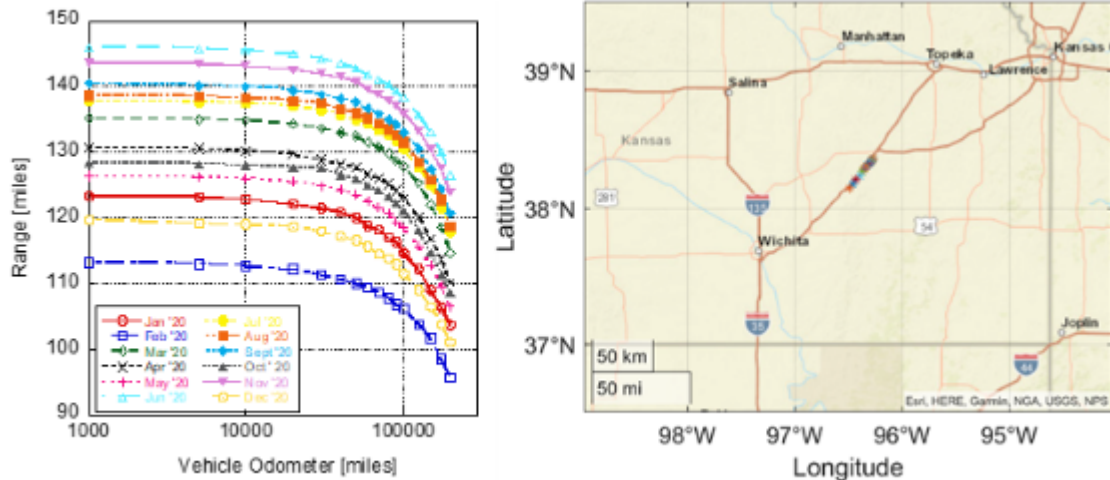 150
140
130
120
110
100
90
1000
10000
100000
Range [miles]
Vehicle Odometer [miles]
Jan '20
Feb '20
Mar '20
Apr '20
May '20
Jun '20
Jul '20
Aug '20
Sept '20
Oct '20
Nov '20
Dec '20
39°N
38°N
37°N
98°W
97°W
96°W
95°W
Latitude
Longitude
Manhattan
Topeka
Kansas
Lawrence
Salina
Kansas
281
135
54
Wichita
35
Joplin
44
50 km
50 mi
Esri, HERE, Garmin, NGA, USGS, NPS